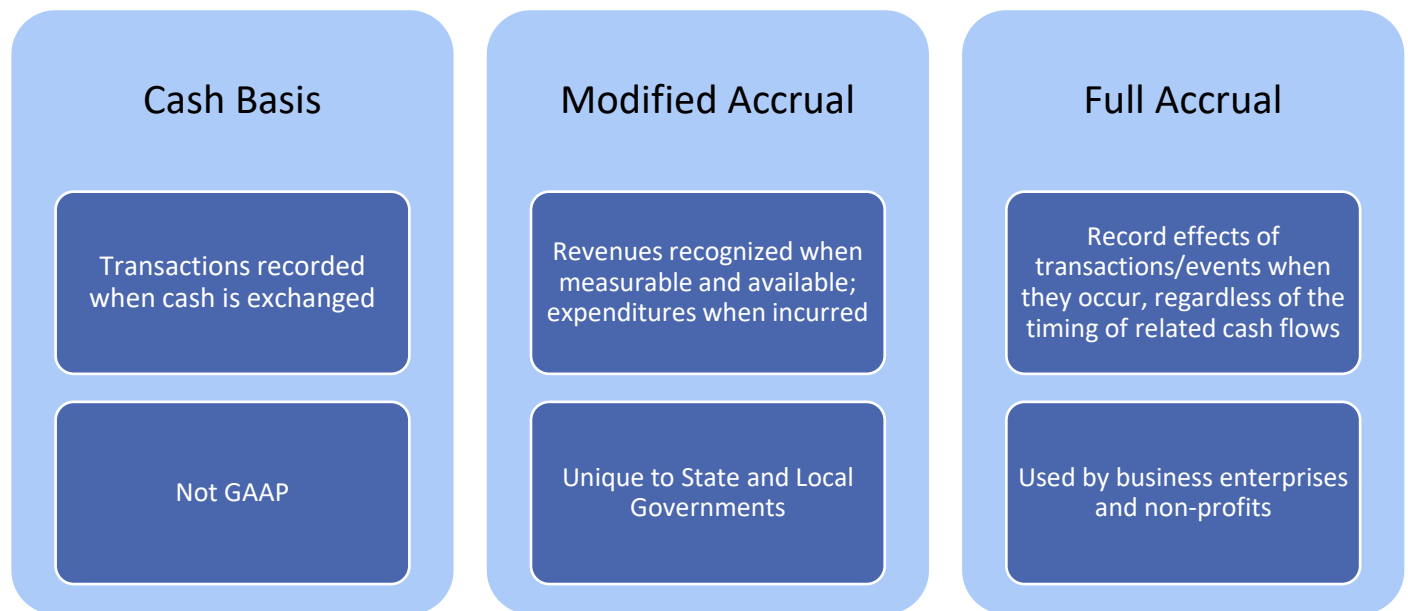 Cash Basis
Transactions recorded
when cash is exchanged
Not GAAP
Modified Accrual
Revenues recognized when
measurable and available;
expenditures when incurred
Unique to State and Local
Governments
Full Accrual
Record effects of
transactions/events when
they occur, regardless of the
timing of related cash flows
Used by business enterprises
and non-profits